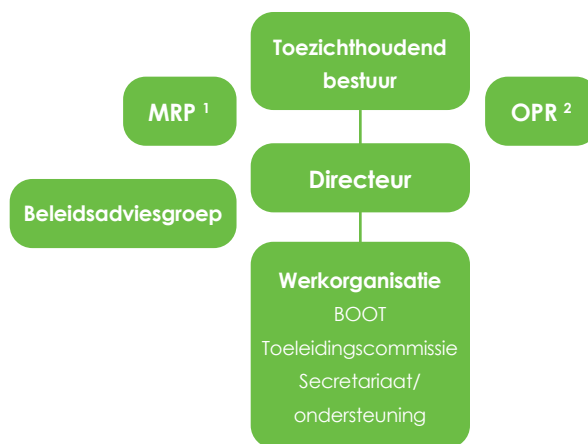 Toezichthoudend
bestuur
MRP ¹
OPR ²
Directeur
Beleidsadviesgroep
Werkorganisatie
BOOT
Toeleidingscommissie
Secretariaat/
ondersteuning